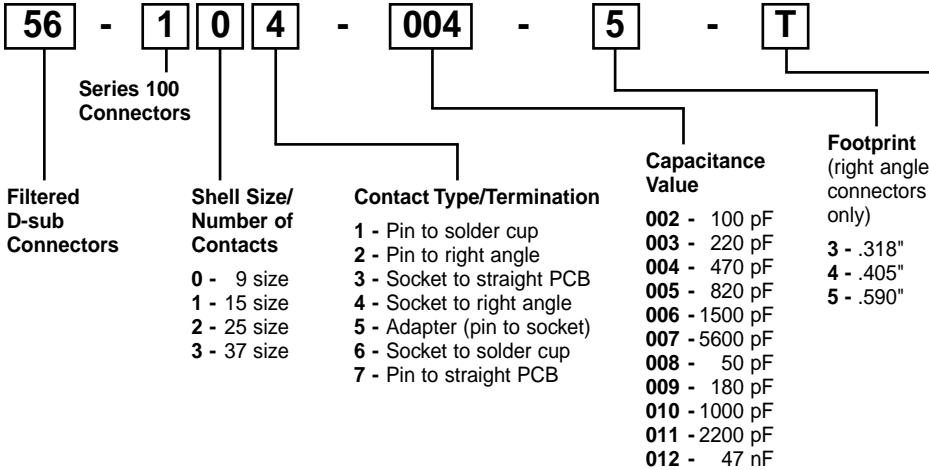 56 - 1 0 4 - 004 - 5 - T
Series 100
Connectors
Filtered
D-sub
Connectors
Shell Size/
Number of
Contacts
0 - 9 size
1 - 15 size
2 - 25 size
3 - 37 size
Contact Type/Termination
1 - Pin to solder cup
2 - Pin to right angle
3 - Socket to straight PCB
4 - Socket to right angle
5 - Adapter (pin to socket)
6 - Socket to solder cup
7 - Pin to straight PCB
Capacitance
Value
002 - 100 pF
003 - 220 pF
004 - 470 pF
005 - 820 pF
006 - 1500 pF
007 - 5600 pF
008 - 50 pF
009 - 180 pF
010 - 1000 pF
011 - 2200 pF
012 - 47 nF
Footprint
(right angle
connectors
only)
3 - .318"
4 - .405"
5 - .590"